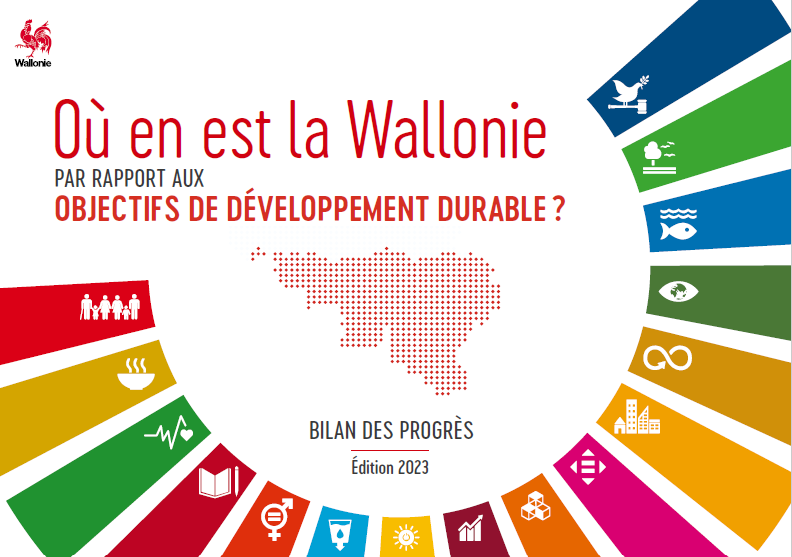 Wallonie
Où en est la Wallonie
PAR RAPPORT AUX
OBJECTIFS DE DÉVELOPPEMENT DURABLE ?
BILAN DES PROGRÈS
Édition 2023